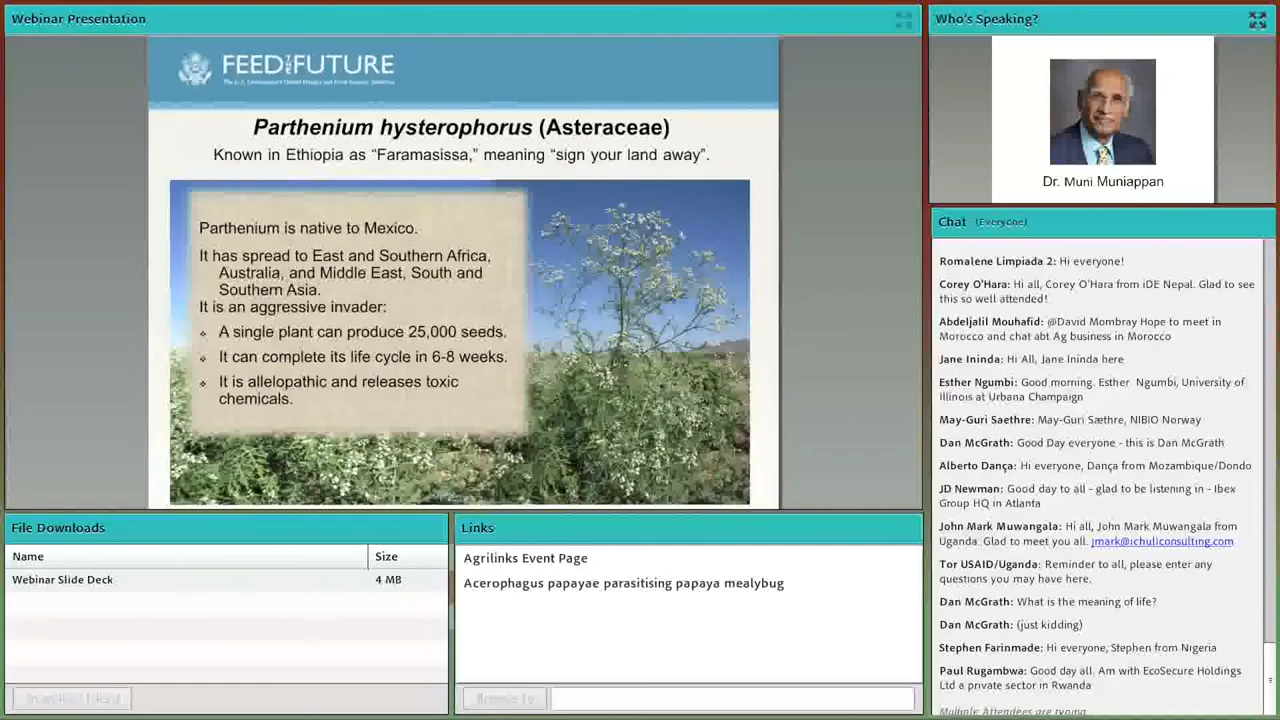 Webinar Presentation
FEED THE FUTURE
Parthenium hysterophorus (Asteraceae)
Known in Ethiopia as “Faramasissa,” meaning “sign your land away”.
Parthenium is native to Mexico.
It has spread to East and Southern Africa,
Australia, and Middle East, South and
Southern Asia.
It is an aggressive invader:
❖ A single plant can produce 25,000 seeds.
❖ It can complete its life cycle in 6-8 weeks.
❖ It is allelopathic and releases toxic
chemicals.
File Downloads
Name Size
Webinar Slide Deck 4 MB
Links
Agrilinks Event Page
Acerophagus papayae parasitising papaya mealybug
Browse To
Who's Speaking?
Dr. Muni Muniappan
Chat (Everyone)
Romalene Limpiada 2: Hi everyone!
Corey O'Hara: Hi all, Corey O'Hara from iDE Nepal. Glad to see
this so well attended!
Abdeljalil Mouhafid: @David Mombray Hope to meet in
Morocco and chat abt Ag business in Morocco
Jane Ininda: Hi All, Jane Ininda here
Esther Ngumbi: Good morning. Esther Ngumbi, University of
Illinois at Urbana Champaign
May-Guri Saethre: May-Guri Sæthre, NIBIO Norway
Dan McGrath: Good Day everyone - this is Dan McGrath
Alberto Dança: Hi everyone, Dança from Mozambique/Dondo
JD Newman: Good day to all - glad to be listening in - Ibex
Group HQ in Atlanta
John Mark Muwangala: Hi all, John Mark Muwangala from
Uganda. Glad to meet you all. jmark@ichuliconsulting.com
Tor USAID/Uganda: Reminder to all, please enter any
questions you may have here.
Dan McGrath: What is the meaning of life?
Dan McGrath: (just kidding)
Stephen Farinmade: Hi everyone, Stephen from Nigeria
Paul Rugambwa: Good day all. Am with EcoSecure Holdings
Ltd a private sector in Rwanda
Multiple Attendees are typing